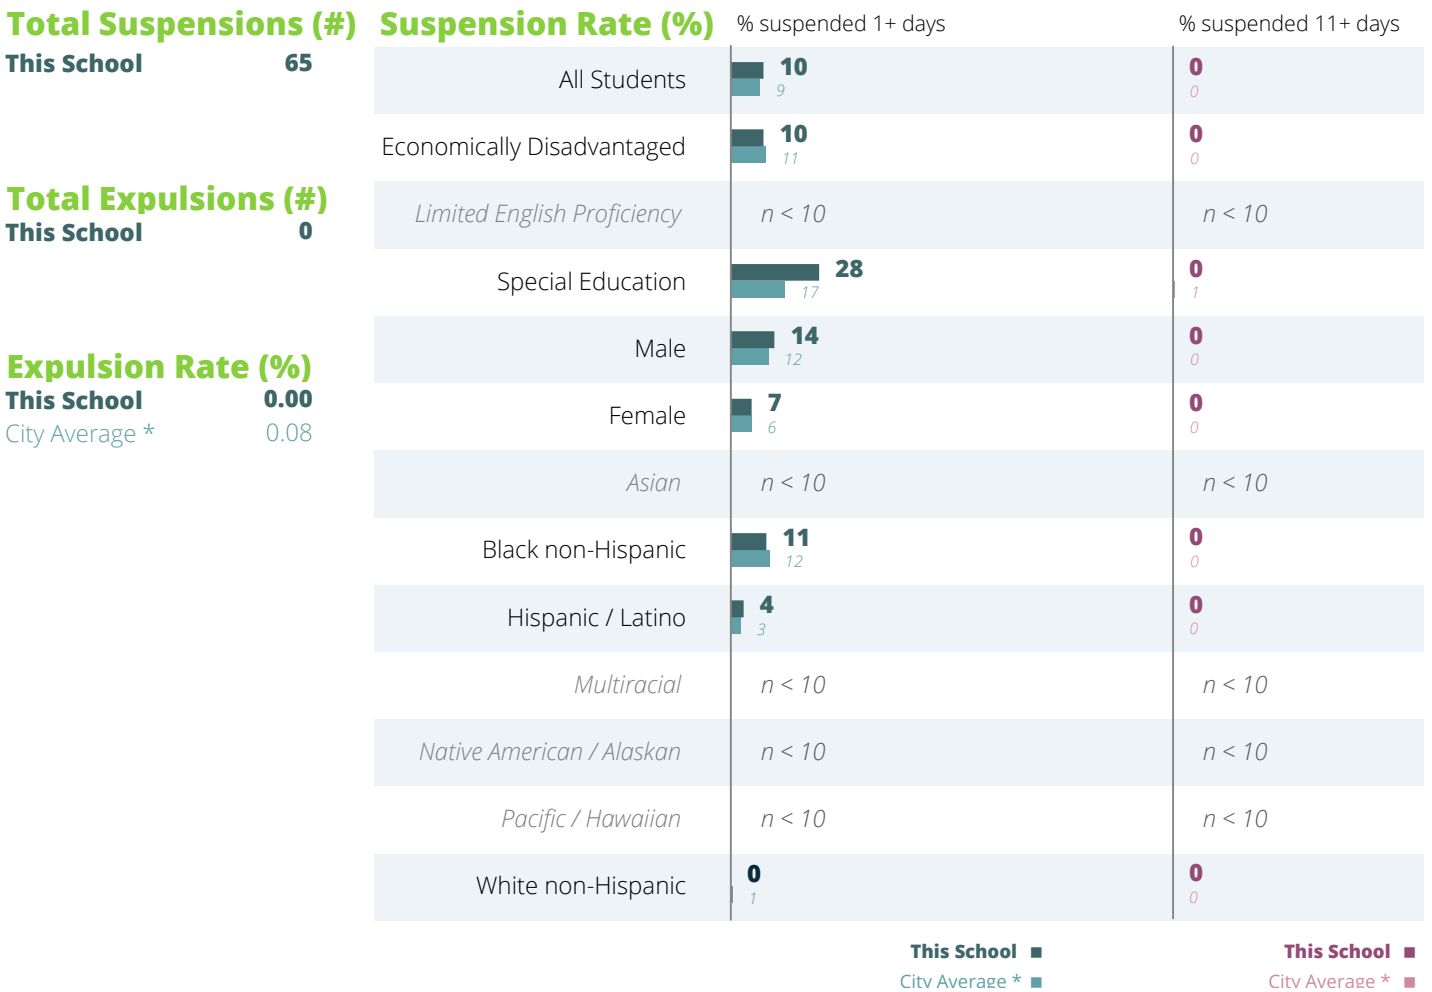 Total Suspensions (#)
This School 65
Total Expulsions (#)
This School 0
Expulsion Rate (%)
This School 0.00
City Average * 0.08
Suspension Rate (%) % suspended 1+ days % suspended 11+ days
All Students 10 0
9 0
Economically Disadvantaged 10 0
11 0
Limited English Proficiency n < 10 n < 10
Special Education 28 0
17 1
Male 14 0
12 0
Female 7 0
6 0
Asian n < 10 n < 10
Black non-Hispanic 11 0
12 0
Hispanic / Latino 4 0
3 0
Multiracial n < 10 n < 10
Native American / Alaskan n < 10 n < 10
Pacific / Hawaiian n < 10 n < 10
White non-Hispanic 0 0
1 0
This School This School
City Average * City Average *